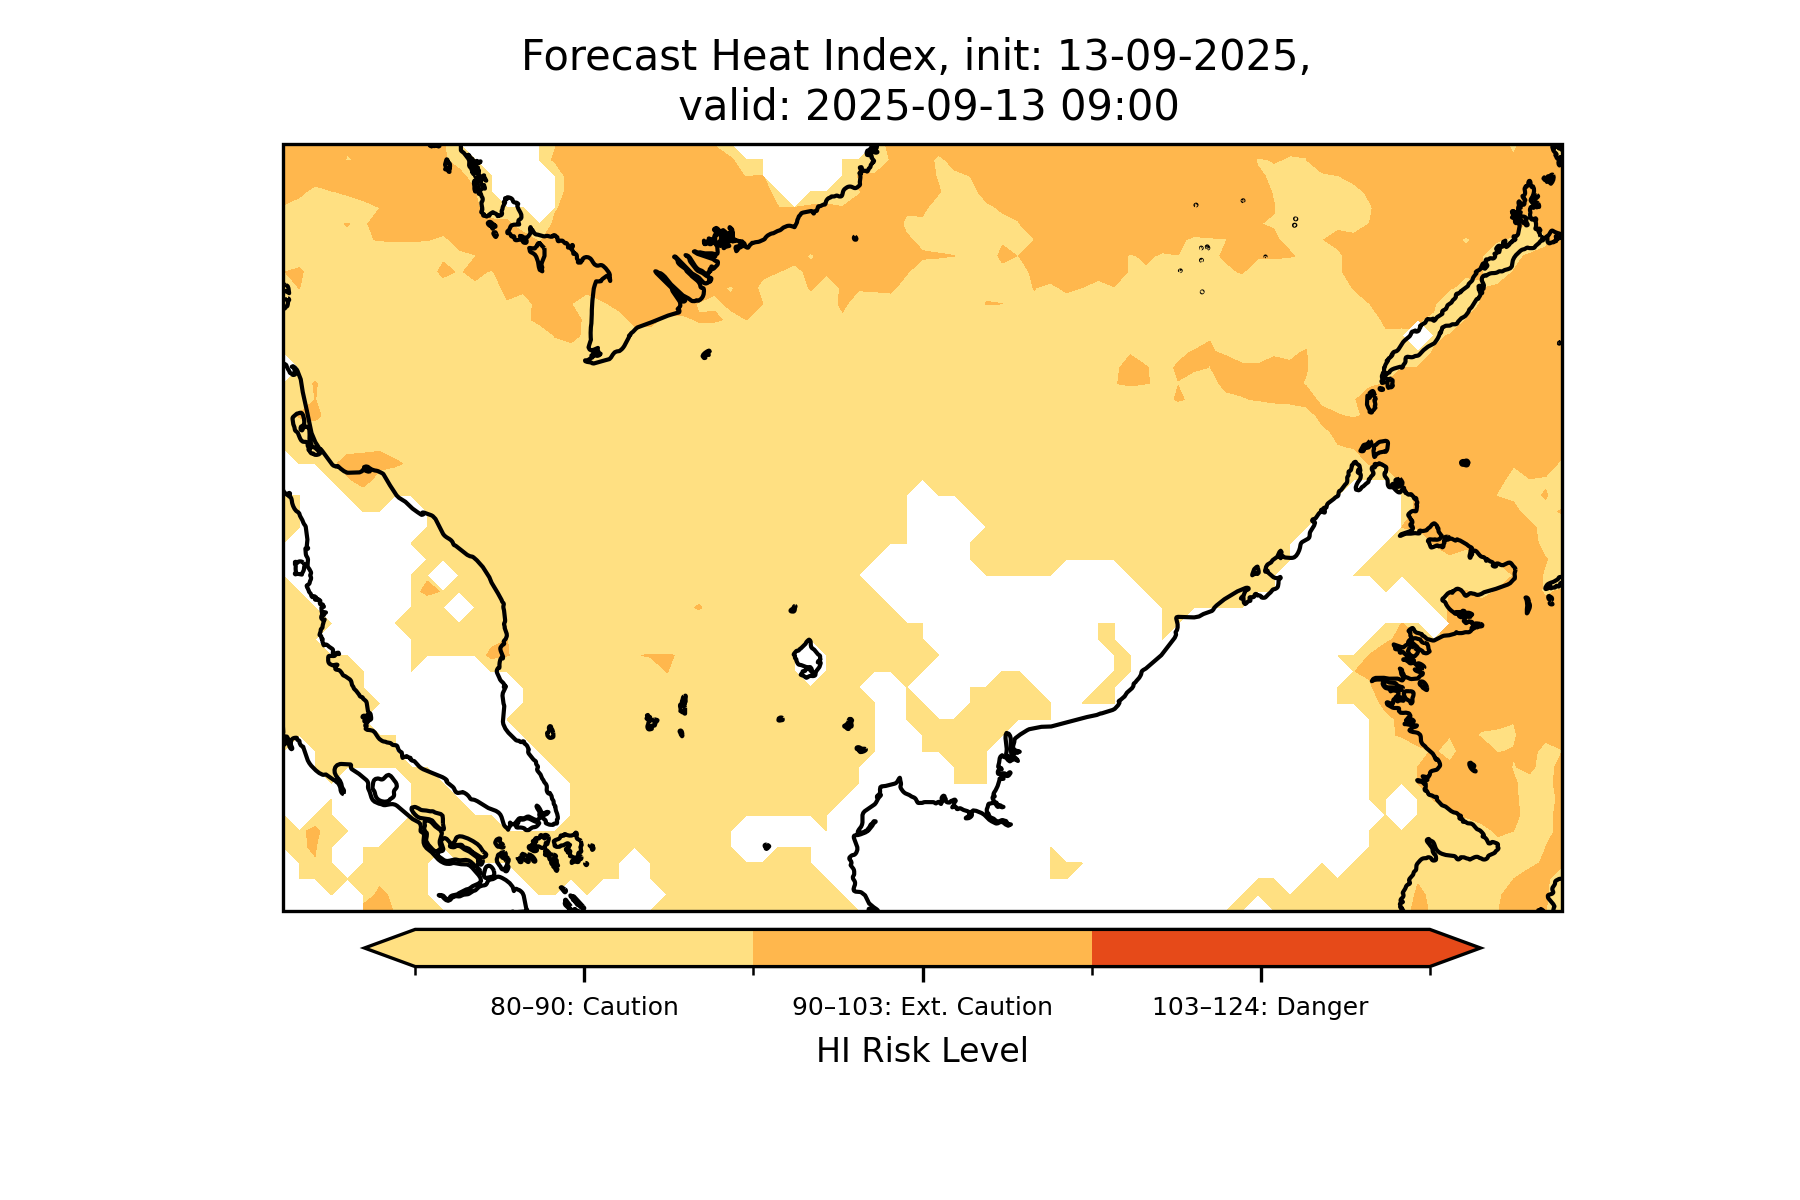 Forecast Heat Index, init: 13-09-2025,
valid: 2025-09-13 09:00
80–90: Caution
90–103: Ext. Caution
103–124: Danger
HI Risk Level